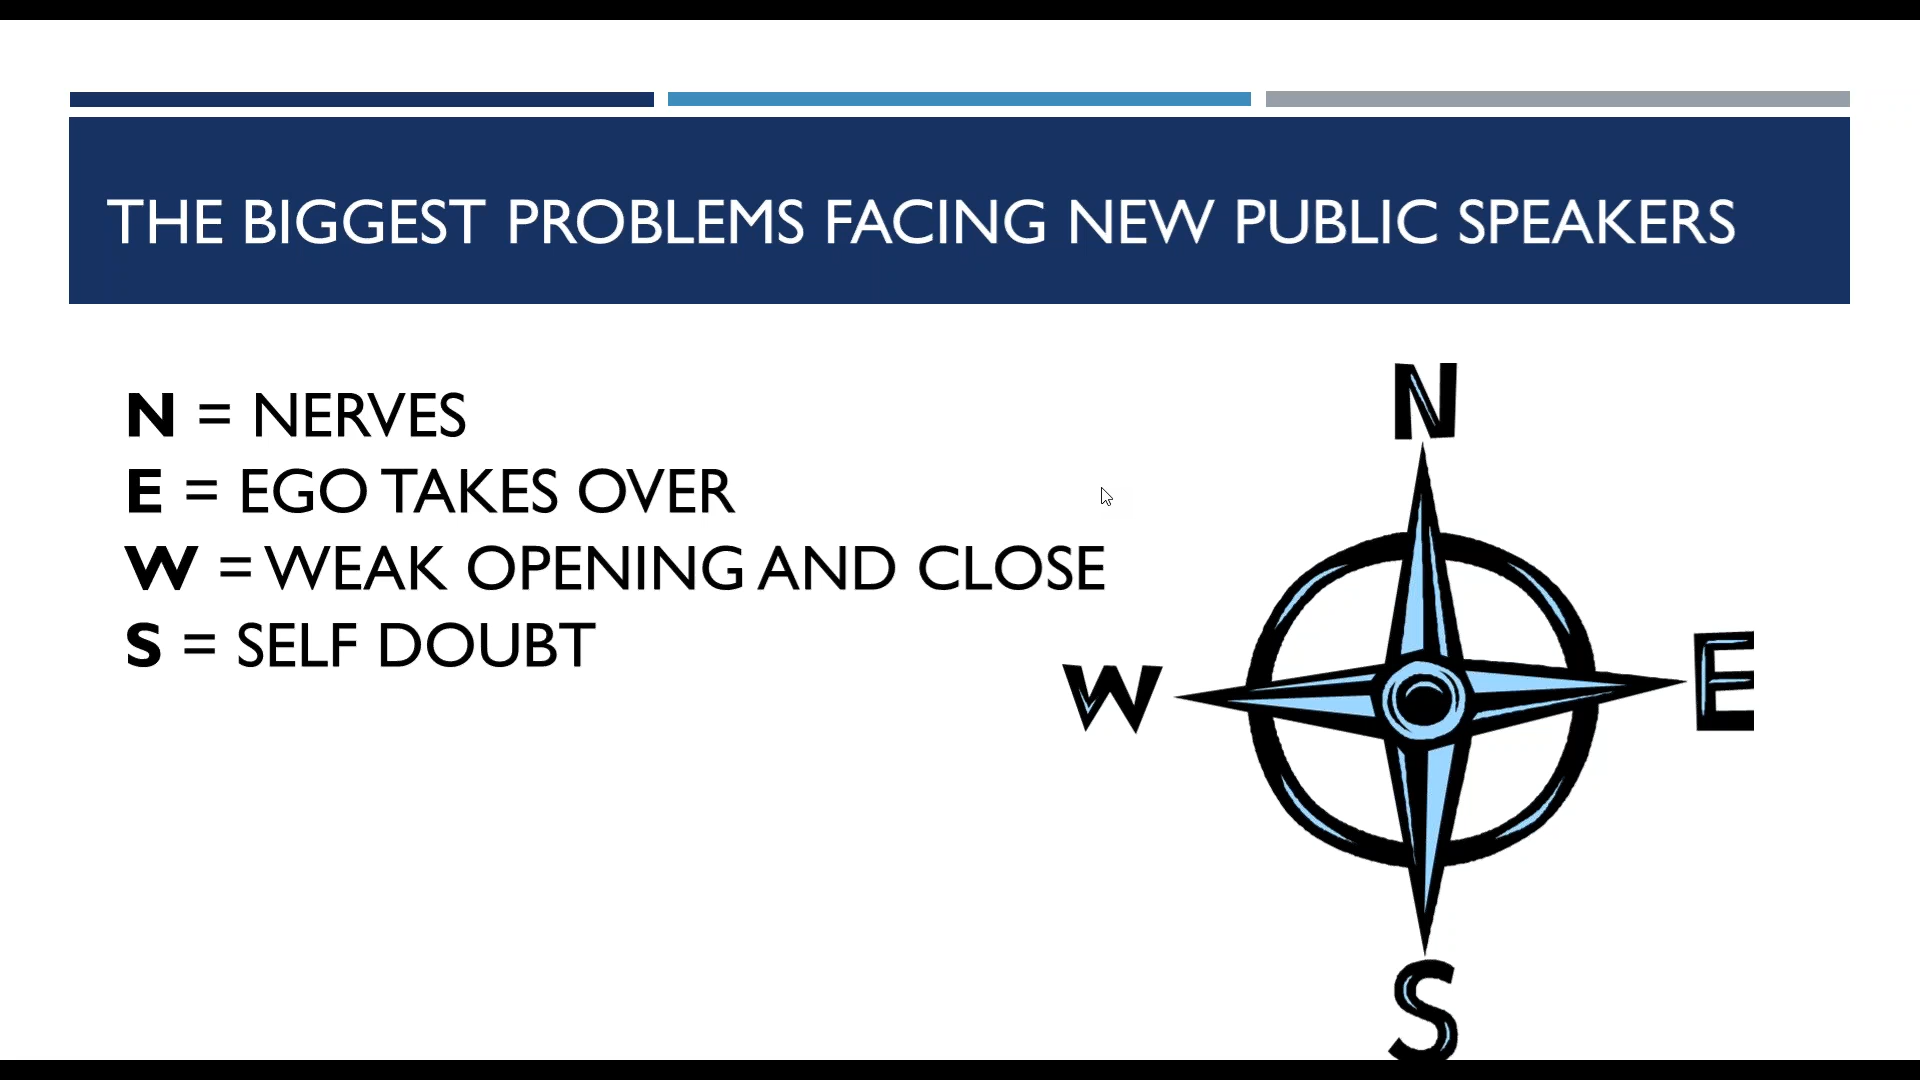 THE BIGGEST PROBLEMS FACING NEW PUBLIC SPEAKERS
N = NERVES
E = EGO TAKES OVER
W = WEAK OPENING AND CLOSE
S = SELF DOUBT
N
W
E
S